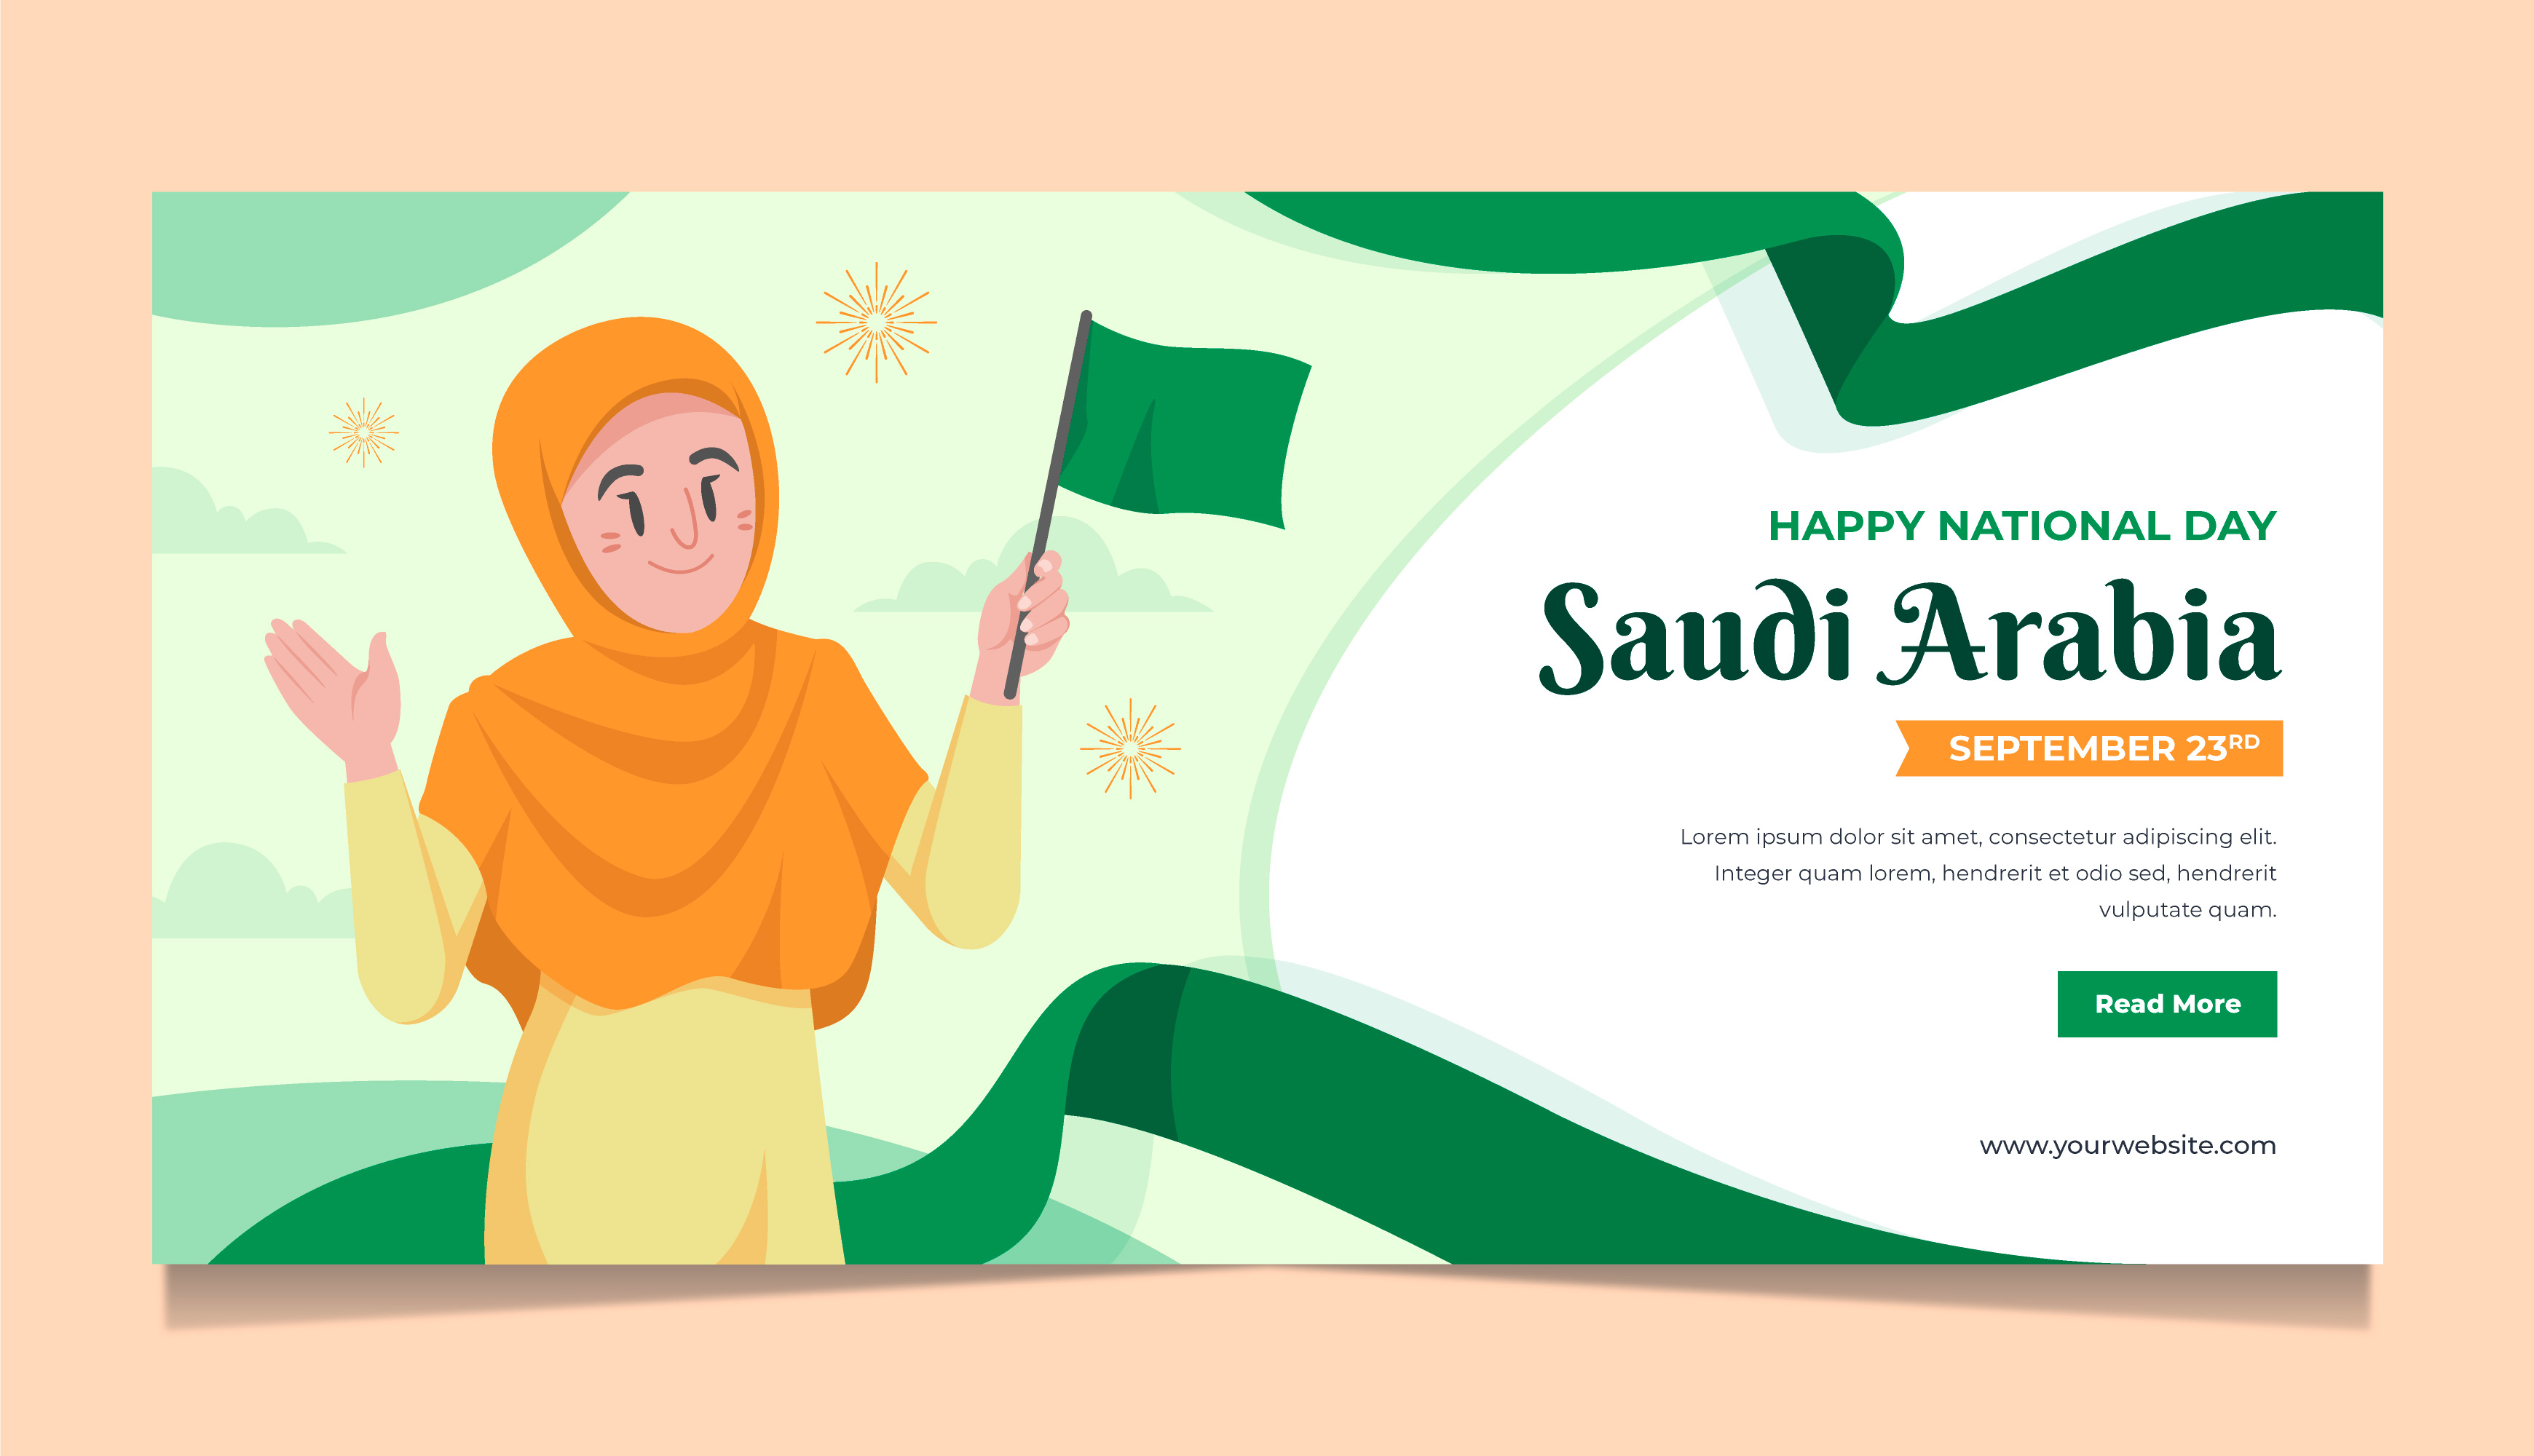 HAPPY NATIONAL DAY
Saudi Arabia
SEPTEMBER 23RD
Lorem ipsum dolor sit amet, consectetur adipiscing elit.
Integer quam lorem, hendrerit et odio sed, hendrerit
vulputate quam.
Read More
www.yourwebsite.com